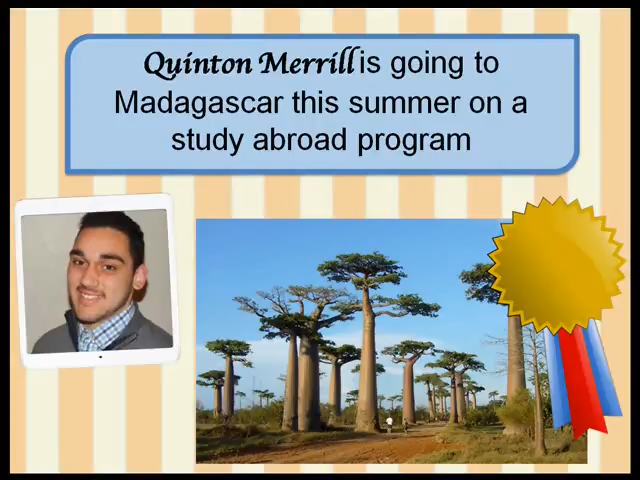 Quinton Merrill is going to
Madagascar this summer on a
study abroad program